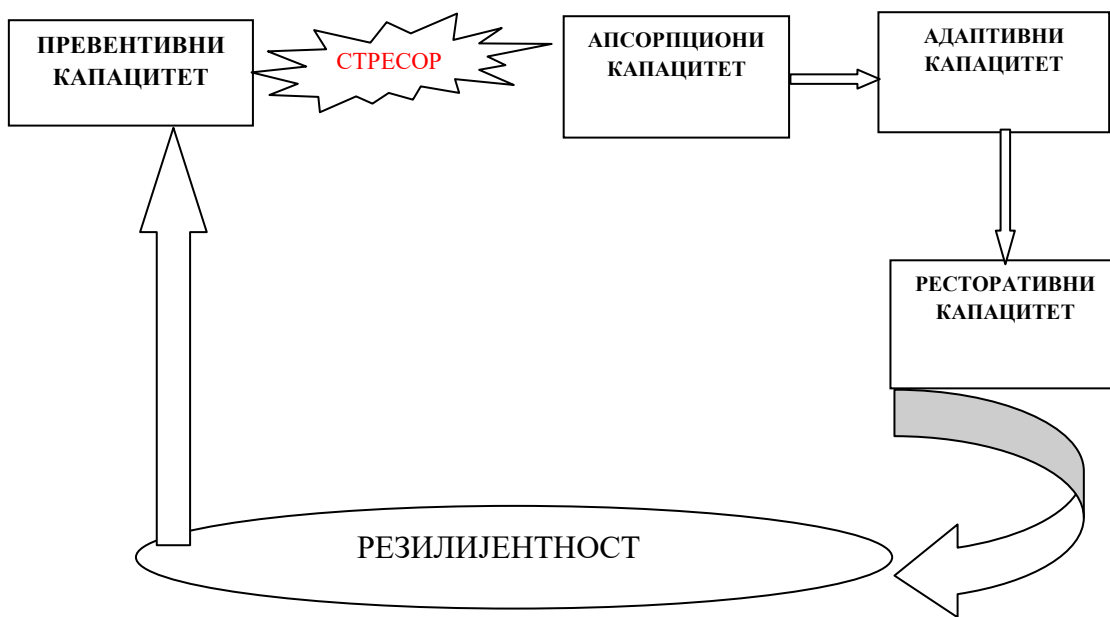 ПРЕВЕНТИВНИ
КАПАЦИТЕТ
СТРЕСОР
АПСОРПЦИОНИ
КАПАЦИТЕТ
АДАПТИВНИ
КАПАЦИТЕТ
РЕСТОРАТИВНИ
КАПАЦИТЕТ
РЕЗИЛИЈЕНТНОСТ